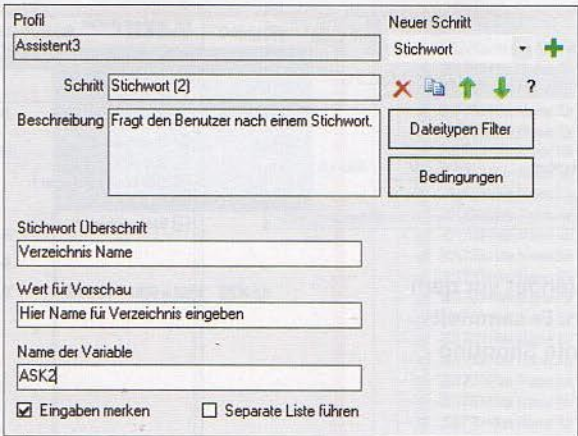 Profil
Neuer Schritt
Assistent3
Stichwort
Schritt
Stichwort (2)
?
Beschreibung
Fragt den Benutzer nach einem Stichwort.
Dateitypen Filter
Bedingungen
Stichwort Überschrift
Verzeichnis Name
Wert für Vorschau
Hier Name für Verzeichnis eingeben
Name der Variable
ASK2
Eingaben merken
Separate Liste führen